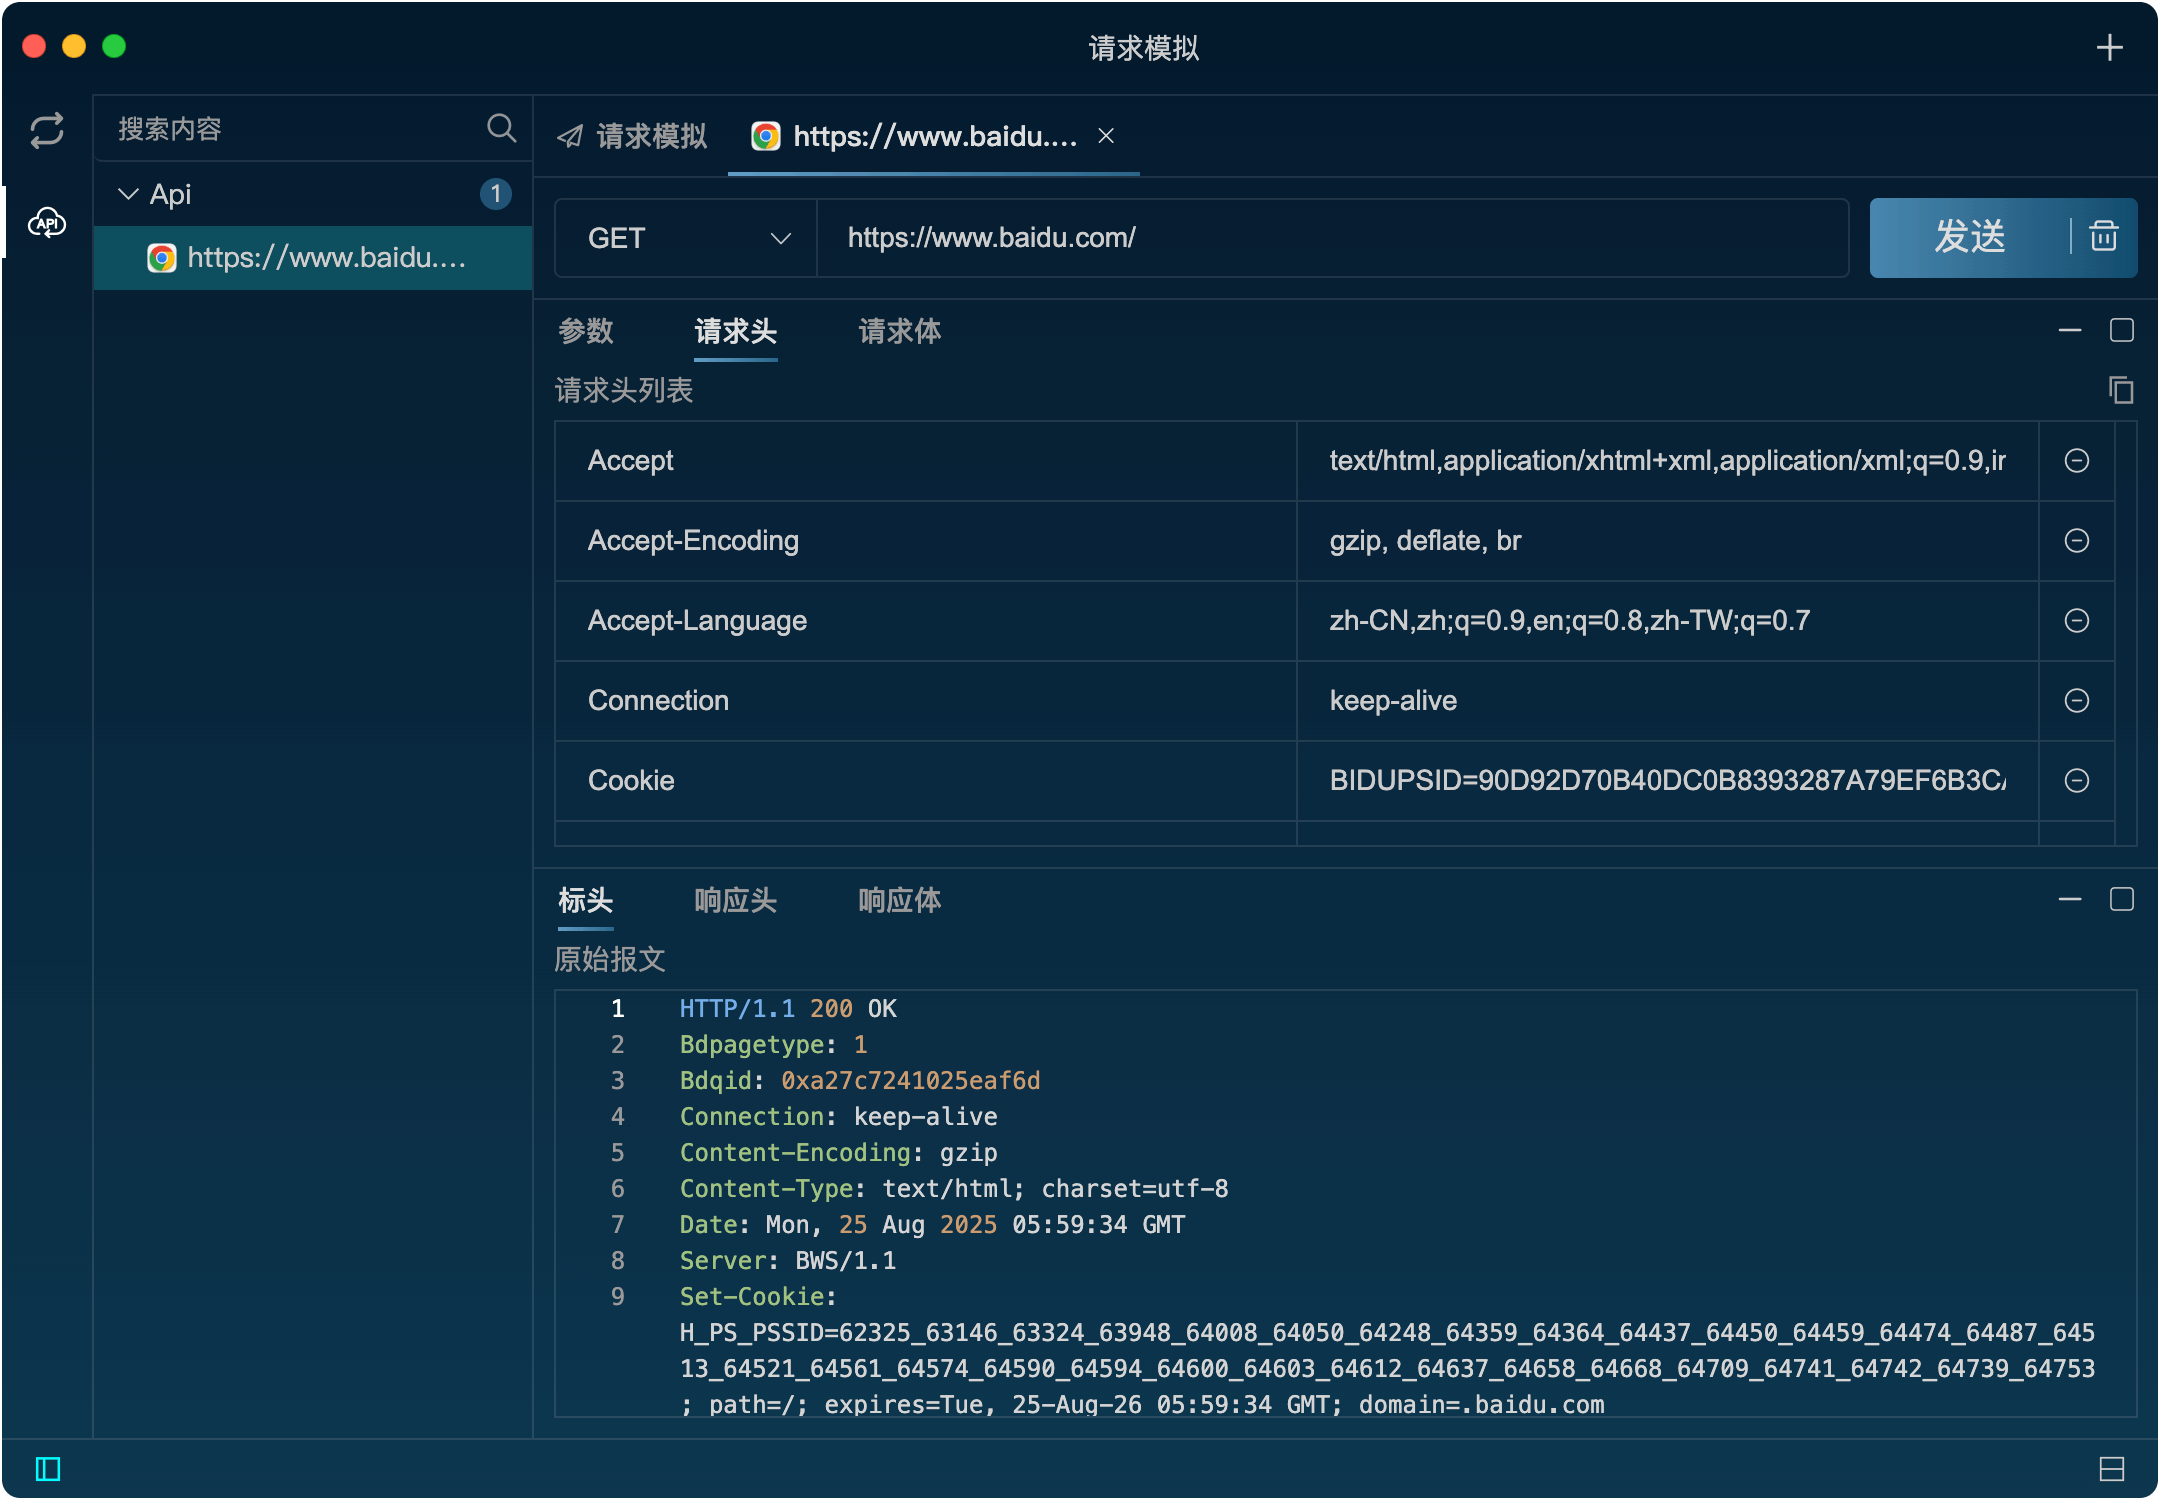 请求模拟
搜索内容
Api
1
https://www.baidu....
请求模拟
https://www.baidu....
GET
https://www.baidu.com/
发送
参数
请求头
请求体
请求头列表
Accept
text/html,application/xhtml+xml,application/xml;q=0.9,
Accept-Encoding
gzip, deflate, br
Accept-Language
zh-CN,zh;q=0.9,en;q=0.8,zh-TW;q=0.7
Connection
keep-alive
Cookie
BIDUPSID=90D92D70B40DC0B8393287A79EF6B3C
标头
响应头
响应体
原始报文
1 HTTP/1.1 200 OK
2 Bdpagetype: 1
3 Bdqid: 0xa27c7241025eaf6d
4 Connection: keep-alive
5 Content-Encoding: gzip
6 Content-Type: text/html; charset=utf-8
7 Date: Mon, 25 Aug 2025 05:59:34 GMT
8 Server: BWS/1.1
9 Set-Cookie:
H_PS_PSSID=62325_63146_63324_63948_64008_64050_64248_64359_64364_64437_64450_64459_64474_64487_645
13_64521_64561_64574_64590_64594_64600_64603_64612_64637_64658_64668_64709_64741_64742_64739_64753
; path=/; expires=Tue, 25-Aug-26 05:59:34 GMT; domain=.baidu.com
API